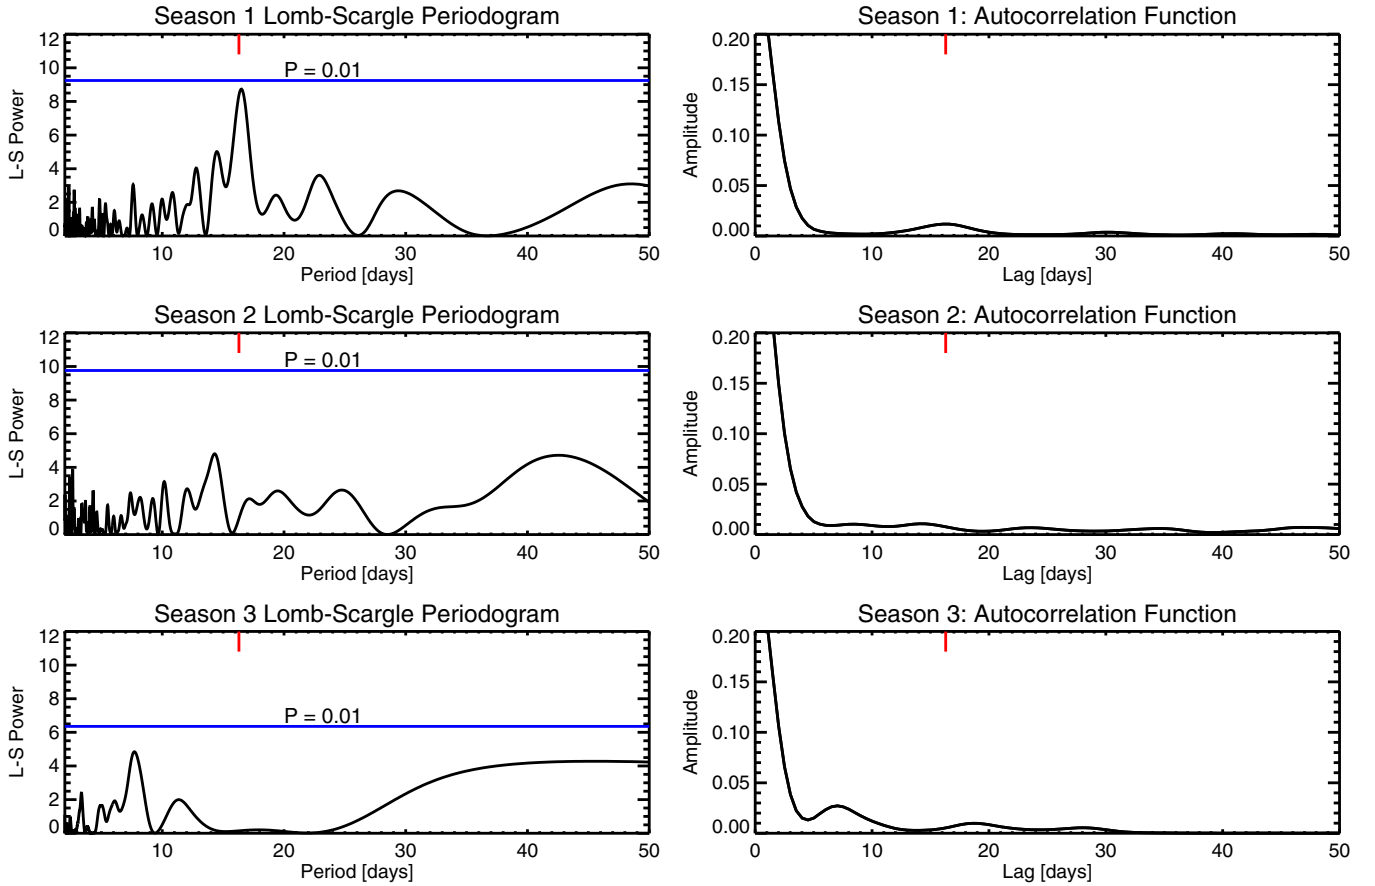 Season 1 Lomb-Scargle Periodogram
12
10
8
6
4
2
0
L-S Power
P = 0.01
10 20 30 40 50
Period [days]
Season 1: Autocorrelation Function
0.20
0.15
0.10
0.05
0.00
Amplitude
0 10 20 30 40 50
Lag [days]
Season 2 Lomb-Scargle Periodogram
12
10
8
6
4
2
0
L-S Power
P = 0.01
10 20 30 40 50
Period [days]
Season 2: Autocorrelation Function
0.20
0.15
0.10
0.05
0.00
Amplitude
0 10 20 30 40 50
Lag [days]
Season 3 Lomb-Scargle Periodogram
12
10
8
6
4
2
0
L-S Power
P = 0.01
10 20 30 40 50
Period [days]
Season 3: Autocorrelation Function
0.20
0.15
0.10
0.05
0.00
Amplitude
0 10 20 30 40 50
Lag [days]